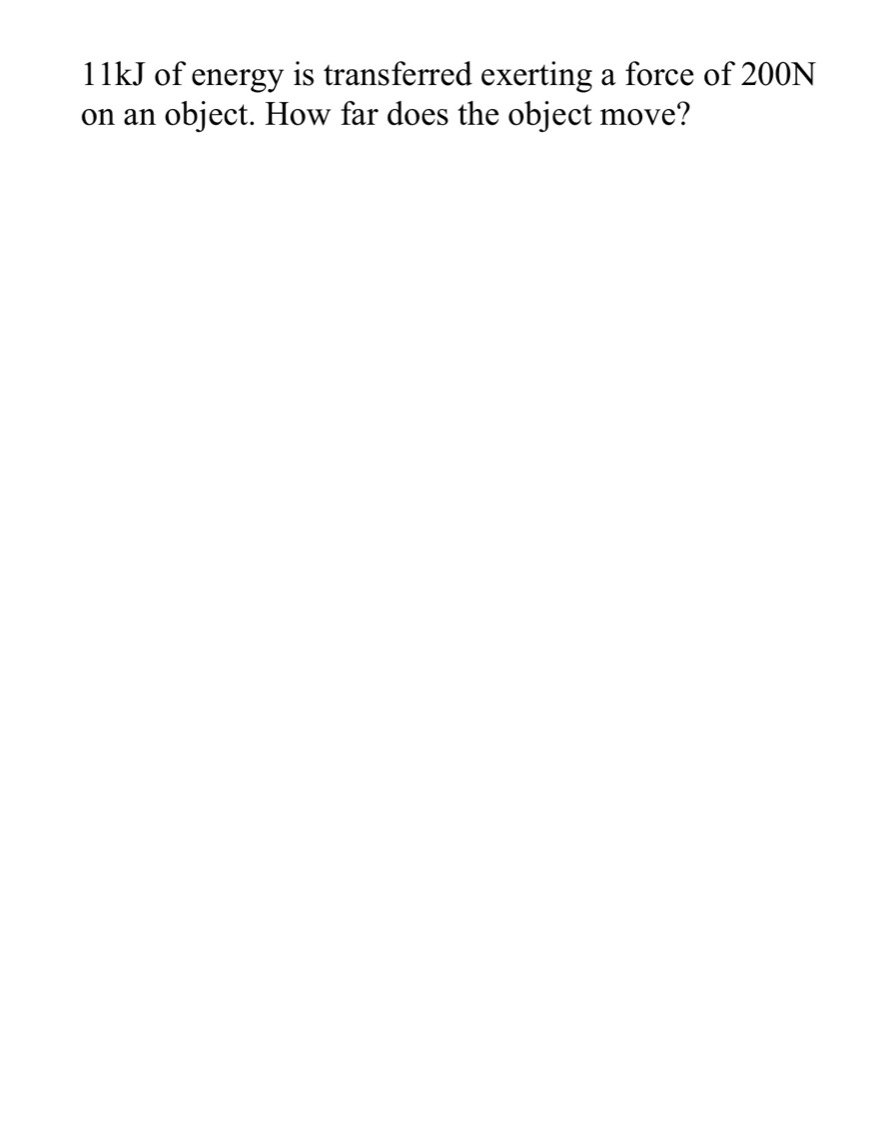 11kJ of energy is transferred exerting a force of 200N
on an object. How far does the object move?